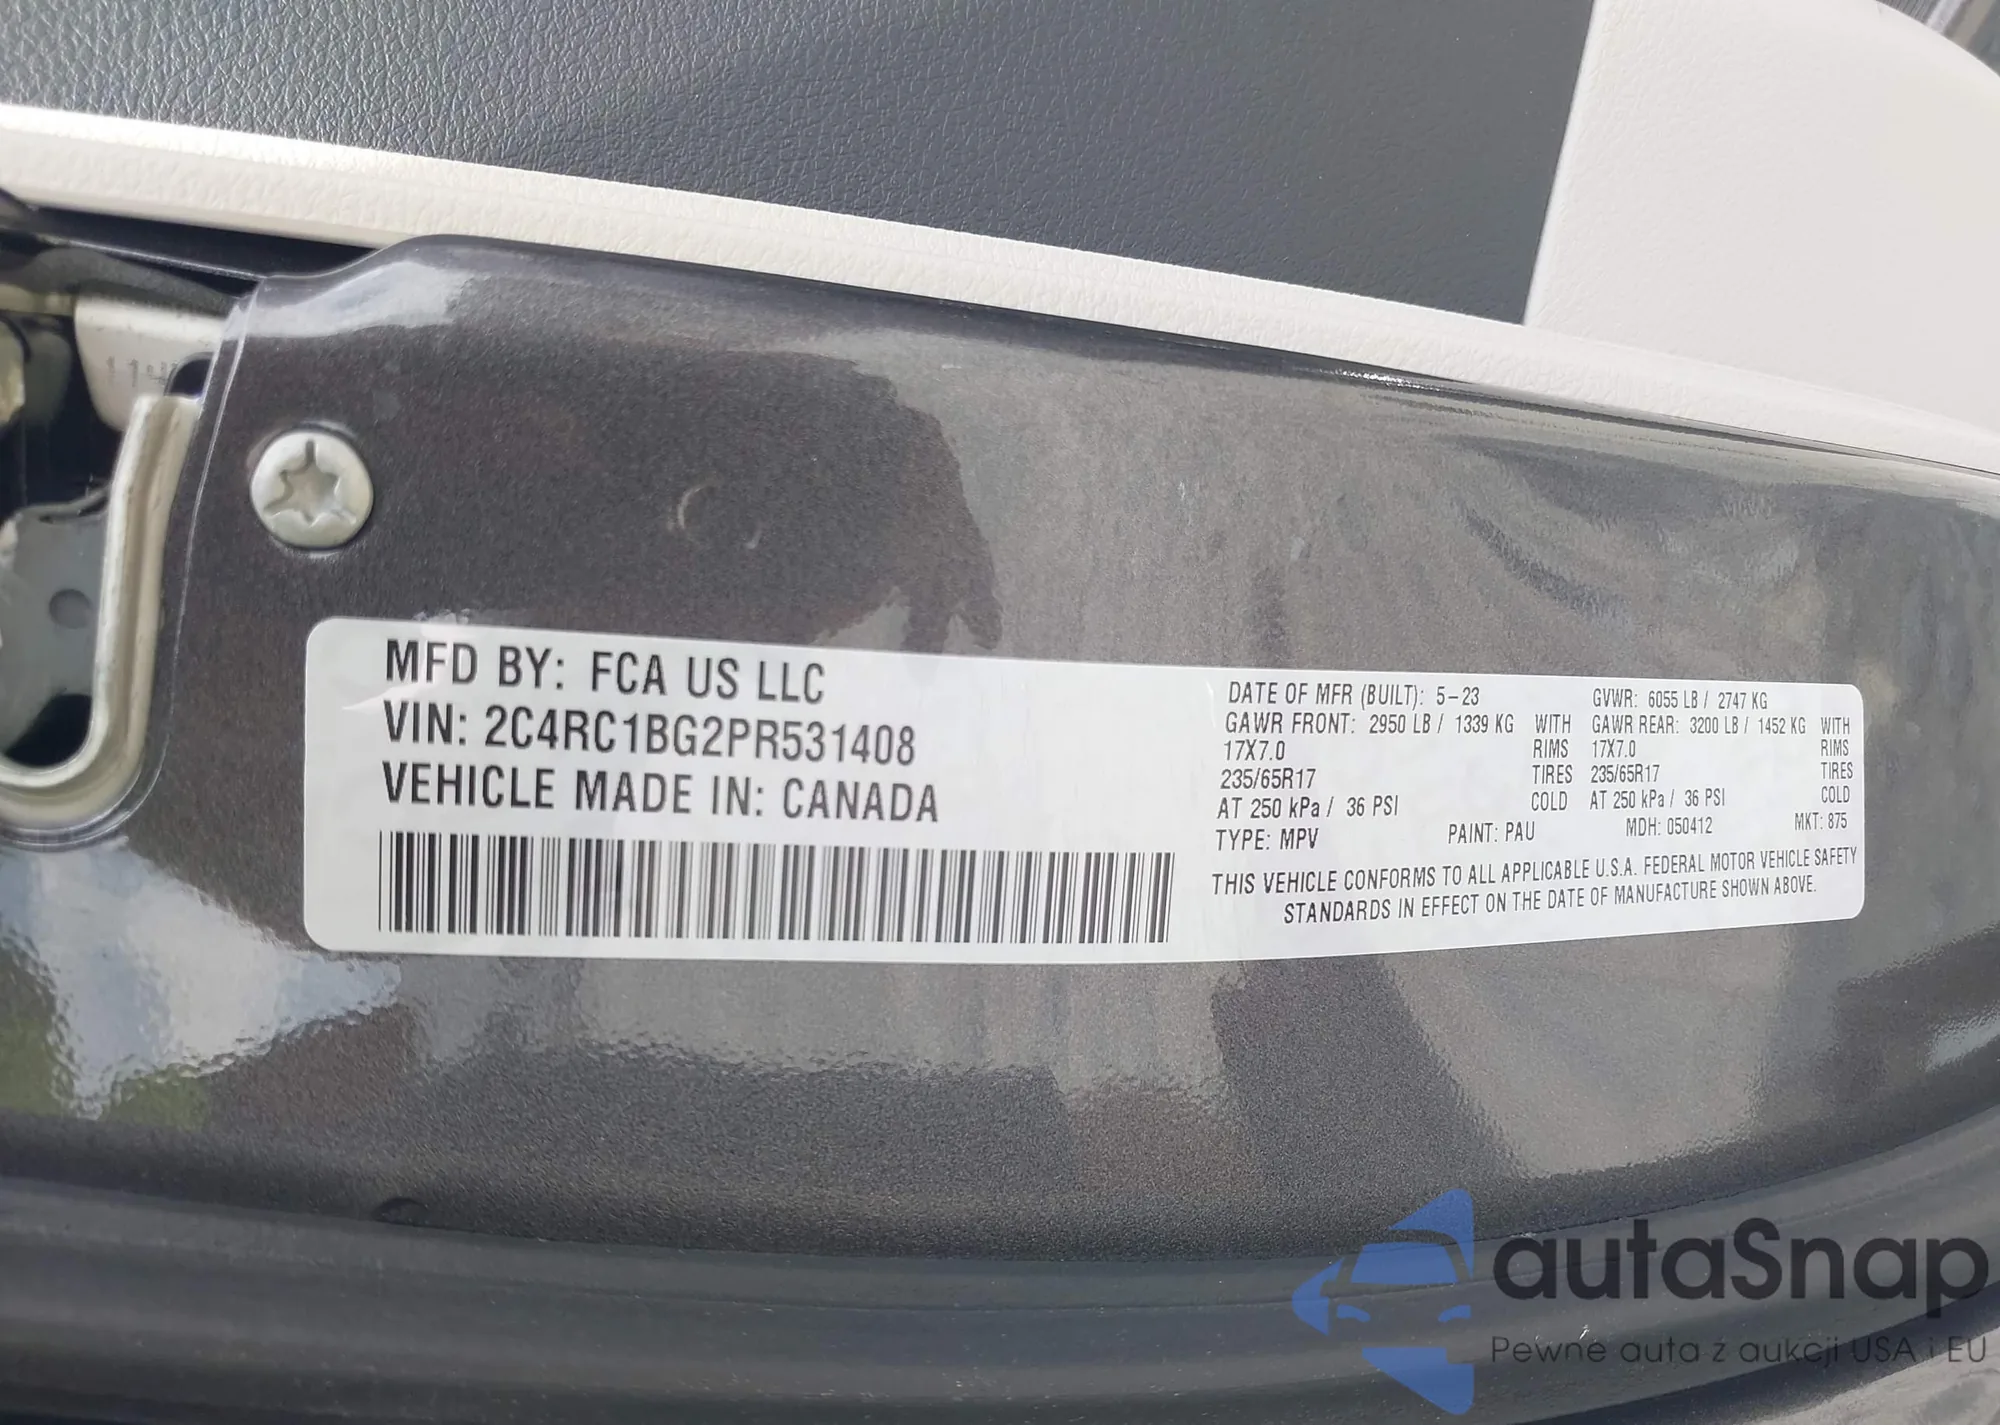 MFD BY: FCA US LLC
VIN: 2C4RC1BG2PR531408
VEHICLE MADE IN: CANADA
DATE OF MFR (BUILT): 5-23 GVWR: 6055 LB / 2747 KG
GAWR FRONT: 2950 LB / 1339 KG WITH GAWR REAR: 3200 LB / 1452 KG WITH
17X7.0 RIMS 17X7.0 RIMS
235/65R17 TIRES 235/65R17 TIRES
AT 250 kPa / 36 PSI COLD AT 250 kPa / 36 PSI COLD
TYPE: MPV PAINT: PAU MDH: 050412 MKT: 875
THIS VEHICLE CONFORMS TO ALL APPLICABLE U.S.A. FEDERAL MOTOR VEHICLE SAFETY
STANDARDS IN EFFECT ON THE DATE OF MANUFACTURE SHOWN ABOVE.
autaSnap
Pewne auta z aukcji USA i EU